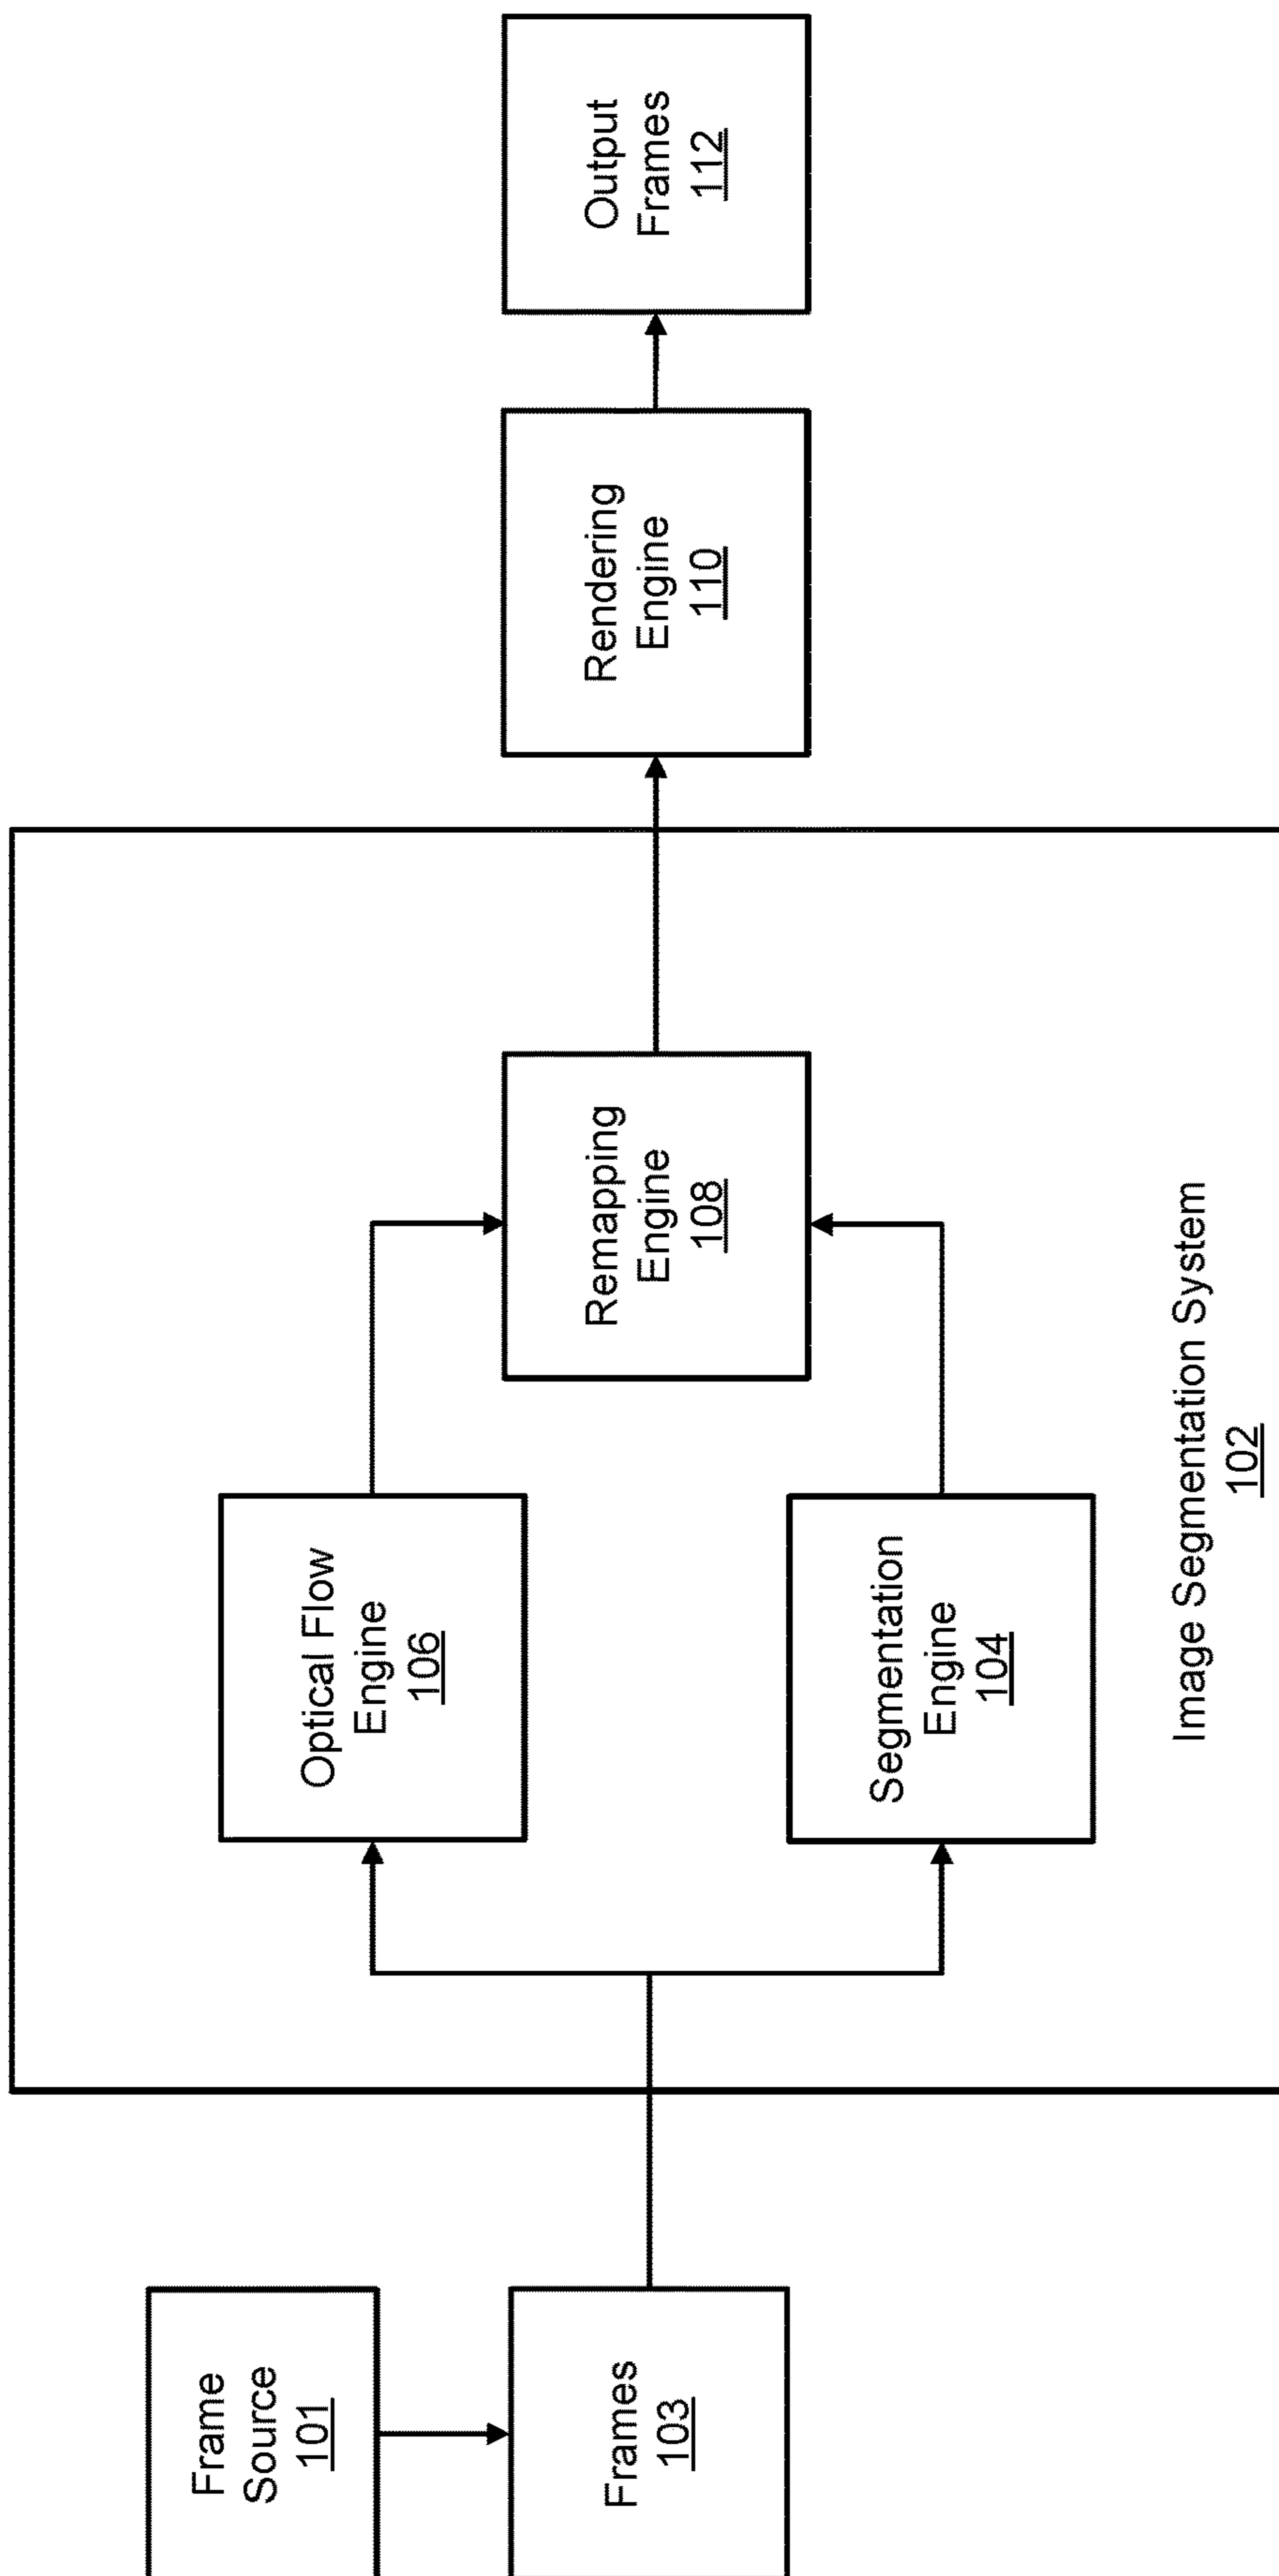 Frame
Source
101
Frames
103
Optical Flow
Engine
106
Segmentation
Engine
104
Remapping
Engine
108
Image Segmentation System
102
Rendering
Engine
110
Output
Frames
112